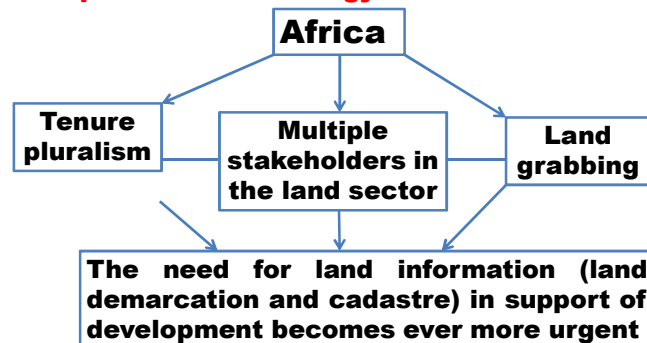 Africa
Tenure
pluralism
Multiple
stakeholders in
the land sector
Land
grabbing
The need for land information (land
demarcation and cadastre) in support of
development becomes ever more urgent